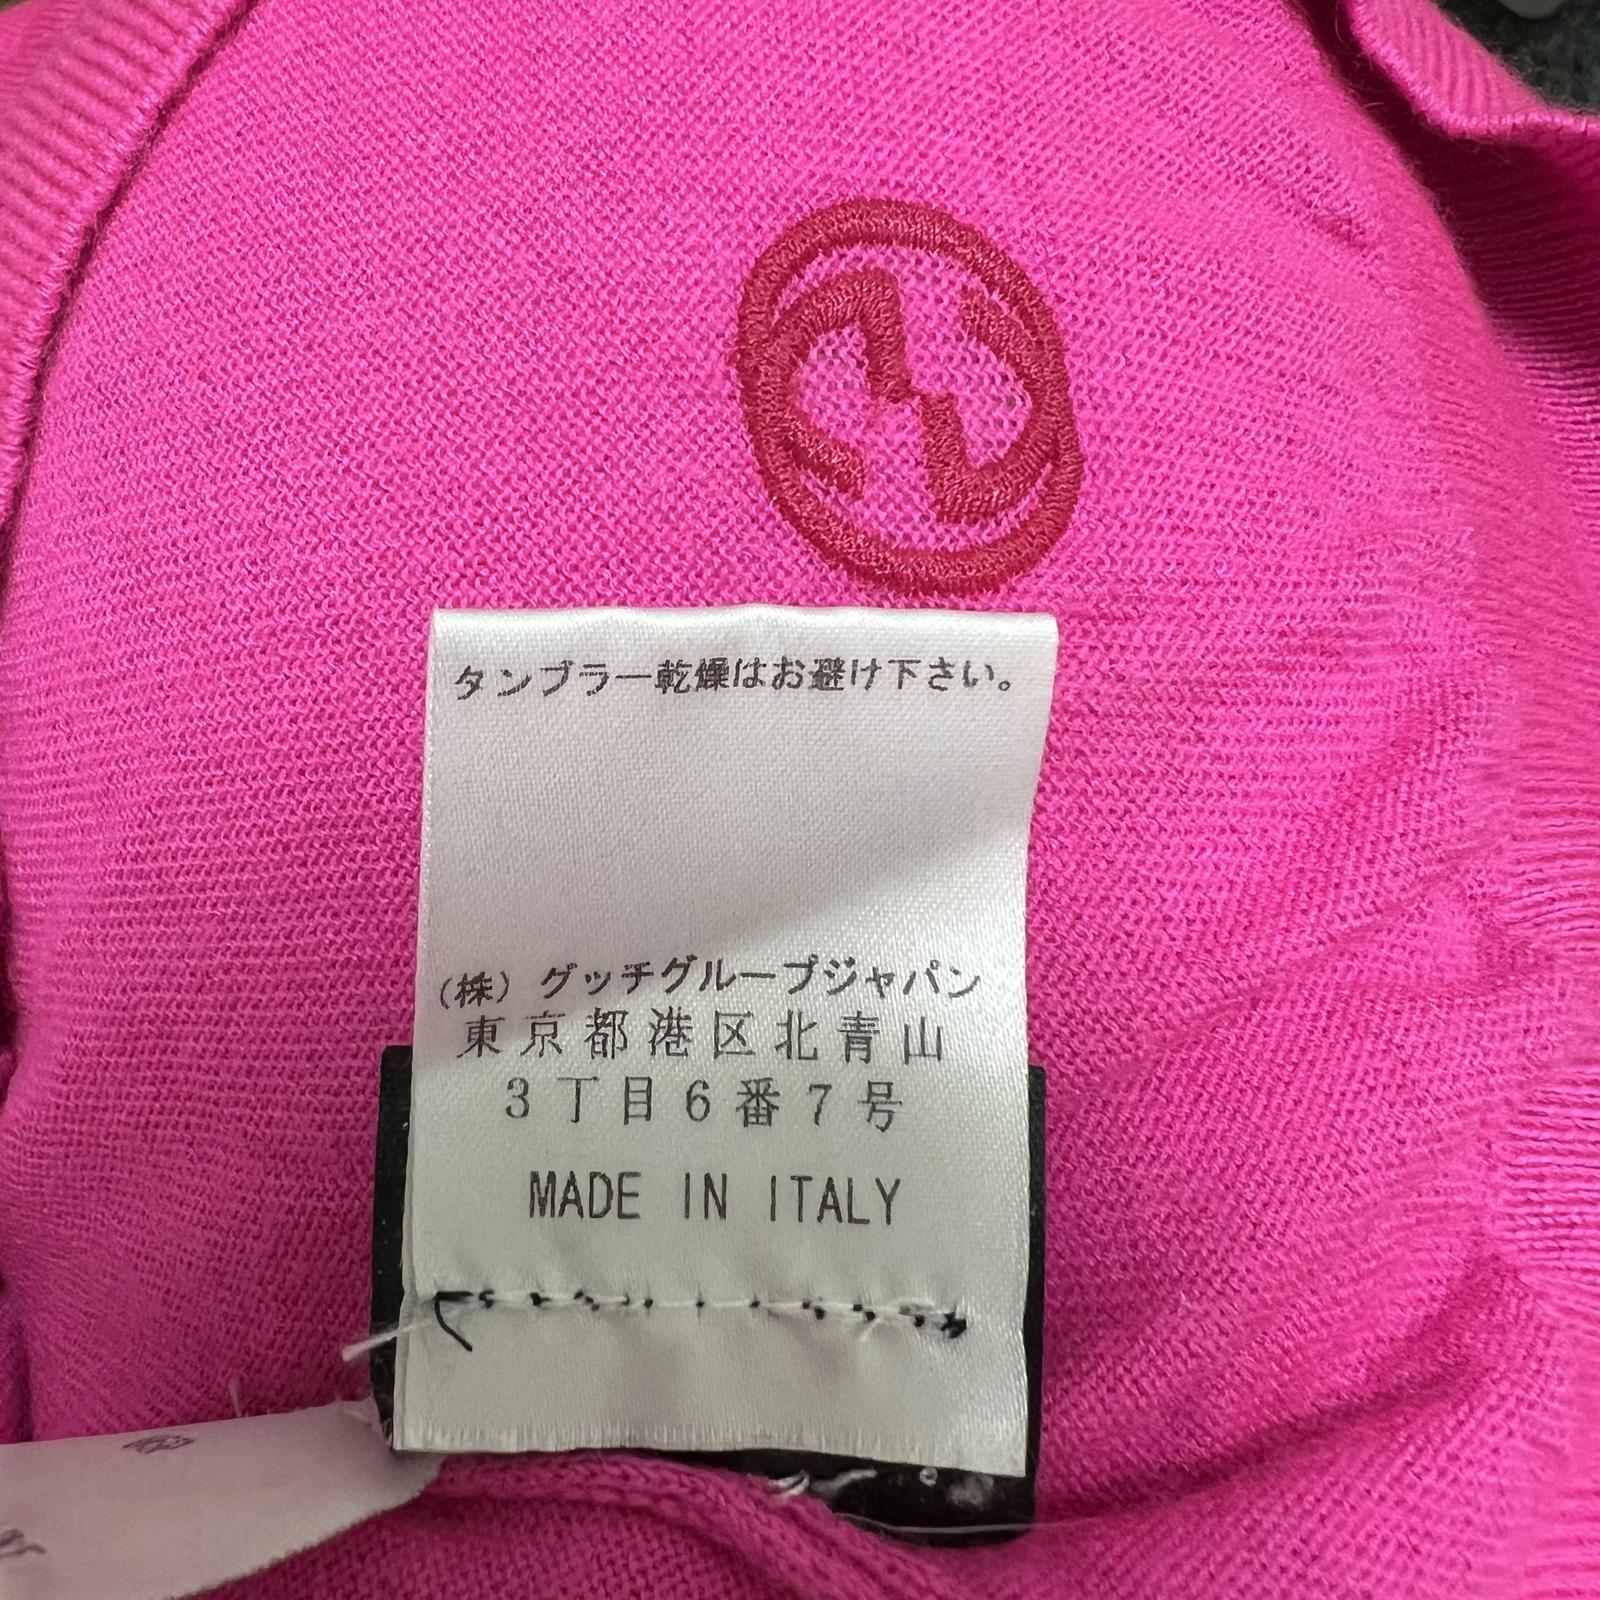 タンブラー乾燥はお避け下さい。
(株) グッチグループジャパン
東京都港区北青山
3丁目6番7号
MADE IN ITALY